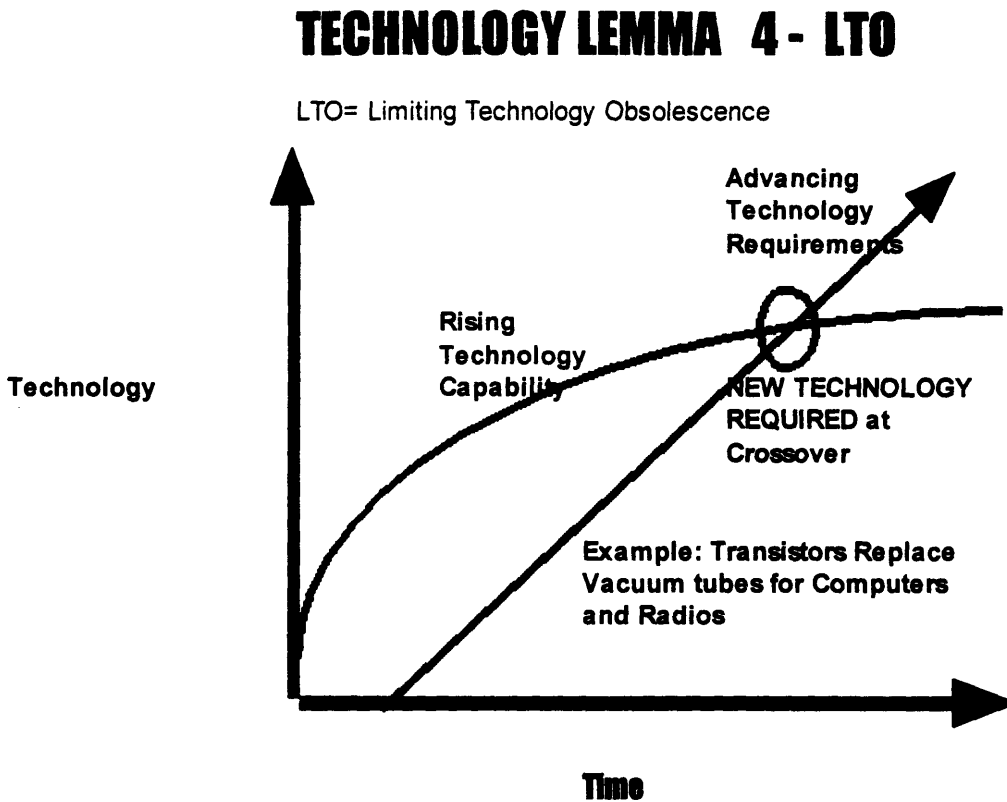 TECHNOLOGY LEMMA 4 - LTO
LTO= Limiting Technology Obsolescence
Advancing
Technology
Requirements
Rising
Technology
Capability
Technology
NEW TECHNOLOGY
REQUIRED at
Crossover
Example: Transistors Replace
Vacuum tubes for Computers
and Radios
Time